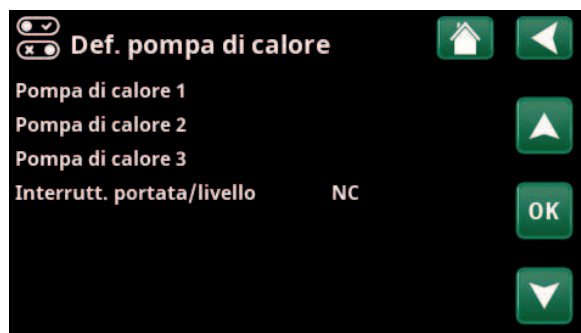 Def. pompa di calore
Pompa di calore 1
Pompa di calore 2
Pompa di calore 3
Interrutt. portata/livello NC
OK